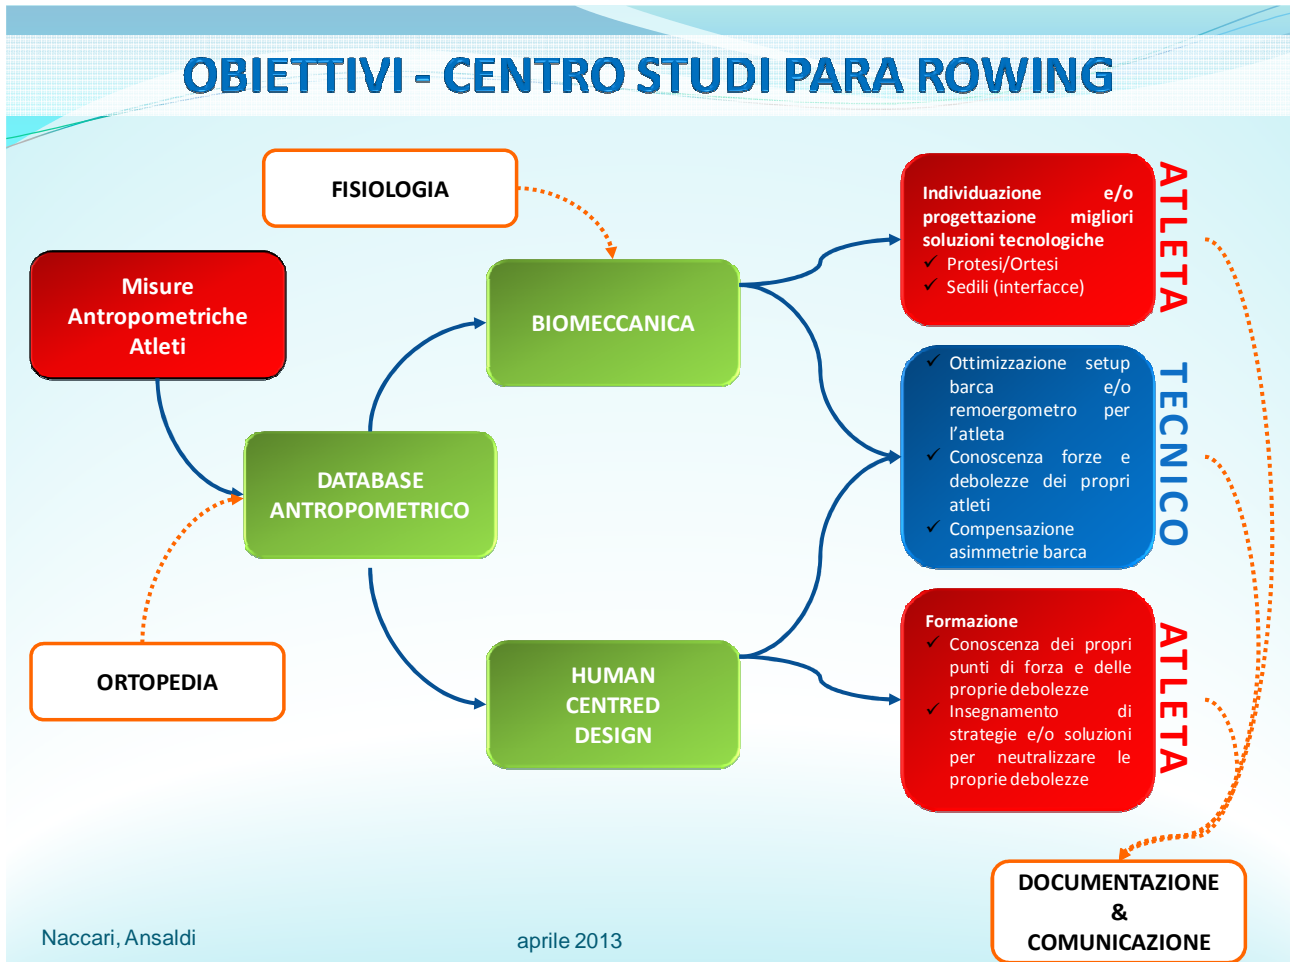 OBIETTIVI - CENTRO STUDI PARA ROWING
FISIOLOGIA
Misure
Antropometriche
Atleti
BIOMECCANICA
DATABASE
ANTROPOMETRICO
ORTOPEDIA
HUMAN
CENTRED
DESIGN
Individuazione e/o
progettazione migliori
soluzioni tecnologiche
✓ Protesi/Ortesi
✓ Sedili (interfacce)
ATLETA
✓ Ottimizzazione setup
barca e/o
remoergometro per
l'atleta
✓ Conoscenza forze e
debolezze dei propri
atleti
✓ Compensazione
asimmetrie barca
TECNICO
Formazione
✓ Conoscenza dei propri
punti di forza e delle
proprie debolezze
✓ Insegnamento di
strategie e/o soluzioni
per neutralizzare le
proprie debolezze
ATLETA
DOCUMENTAZIONE
&
COMUNICAZIONE
Naccari, Ansaldi
aprile 2013